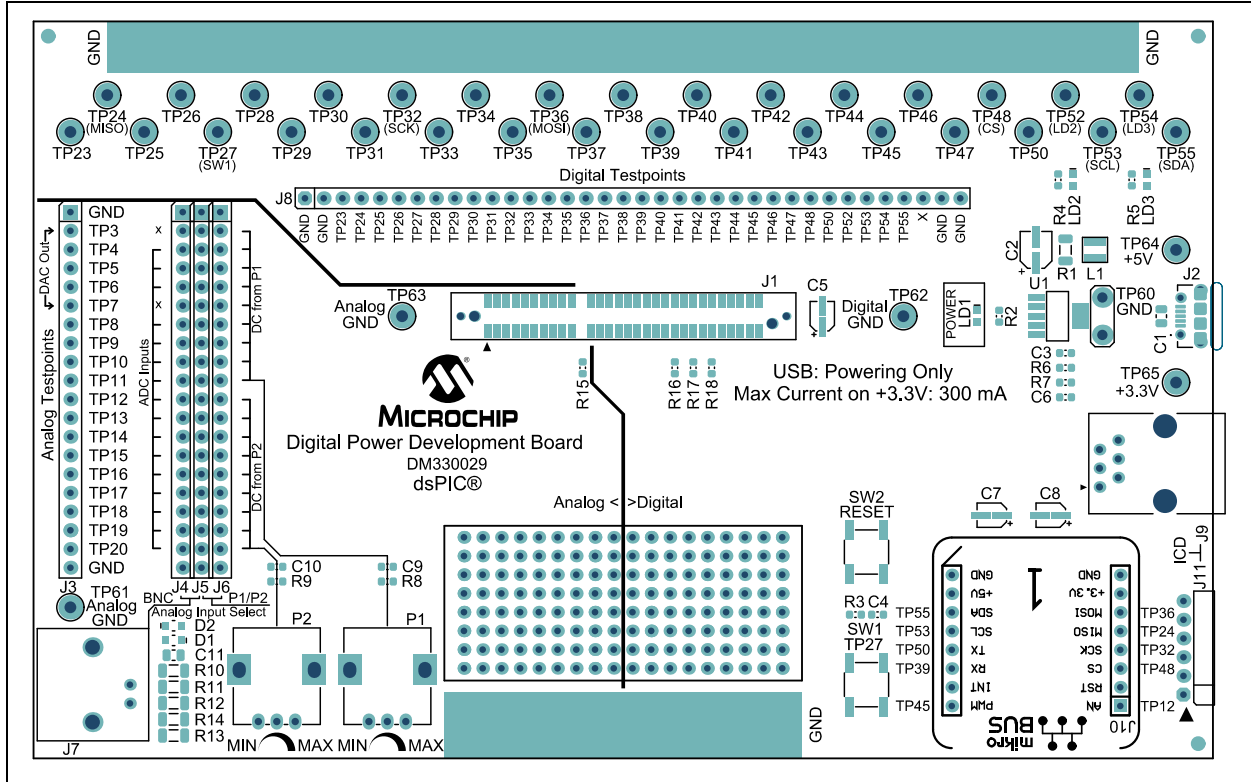 GND
GND
TP24 TP26 TP28 TP30 TP32 TP34 TP36 TP38 TP40 TP42 TP44 TP46 TP48 TP52 TP54
(MISO) (SCK) (MOSI) (CS) (LD2) (LD3)
TP23 TP25 TP27 TP29 TP31 TP33 TP35 TP37 TP39 TP41 TP43 TP45 TP47 TP50 TP53 TP55
(SW1) (SCL) (SDA)
Digital Testpoints
J8
GND GND TP23 TP24 TP25 TP26 TP27 TP28 TP29 TP30 TP31 TP32 TP33 TP34 TP35 TP36 TP37 TP38 TP39 TP40 TP41 TP42 TP43 TP44 TP45 TP46 TP47 TP48 TP50 TP52 TP53 TP54 TP55 X GND GND
R4
LD2
R5
LD3
Analog Testpoints
DAC Out
ADC Inputs
GND
TP3 x
TP4
TP5
TP6
TP7 x
TP8
TP9
TP10
TP11
TP12
TP13
TP14
TP15
TP16
TP17
TP18
TP19
TP20
GND
DC from P1
DC from P2
J3
J4 J5 J6
BNC
P1/P2
Analog Input Select
TP61
Analog
GND
TP63
Analog
GND
J1
C5
TP62
Digital
GND
POWER
LD1
R2
C2
R1
L1
U1
TP64
+5V
TP60
GND
J2
C1
C3
R6
R7
C6
TP65
+3.3V
USB: Powering Only
Max Current on +3.3V: 300 mA
R15
R16
R17
R18
MICROCHIP
®
Digital Power Development Board
DM330029
dsPIC®
Analog < >Digital
C10
R9
C9
R8
P2
P1
MIN MAX
MIN MAX
D2
D1
C11
R10
R11
R12
R14
R13
J7
GND
SW2
RESET
R3 C4
SW1
TP27
C7
C8
TP55
TP53
TP50
TP39
TP45
GND
+5V
SDA
SCL
TX
RX
INT
PWM
1
GND
+3.3V
MOSI
MISO
SCK
CS
RST
AN
mikro
BUS
J10
TP36
TP24
TP32
TP48
TP12
ICD
J11
J9